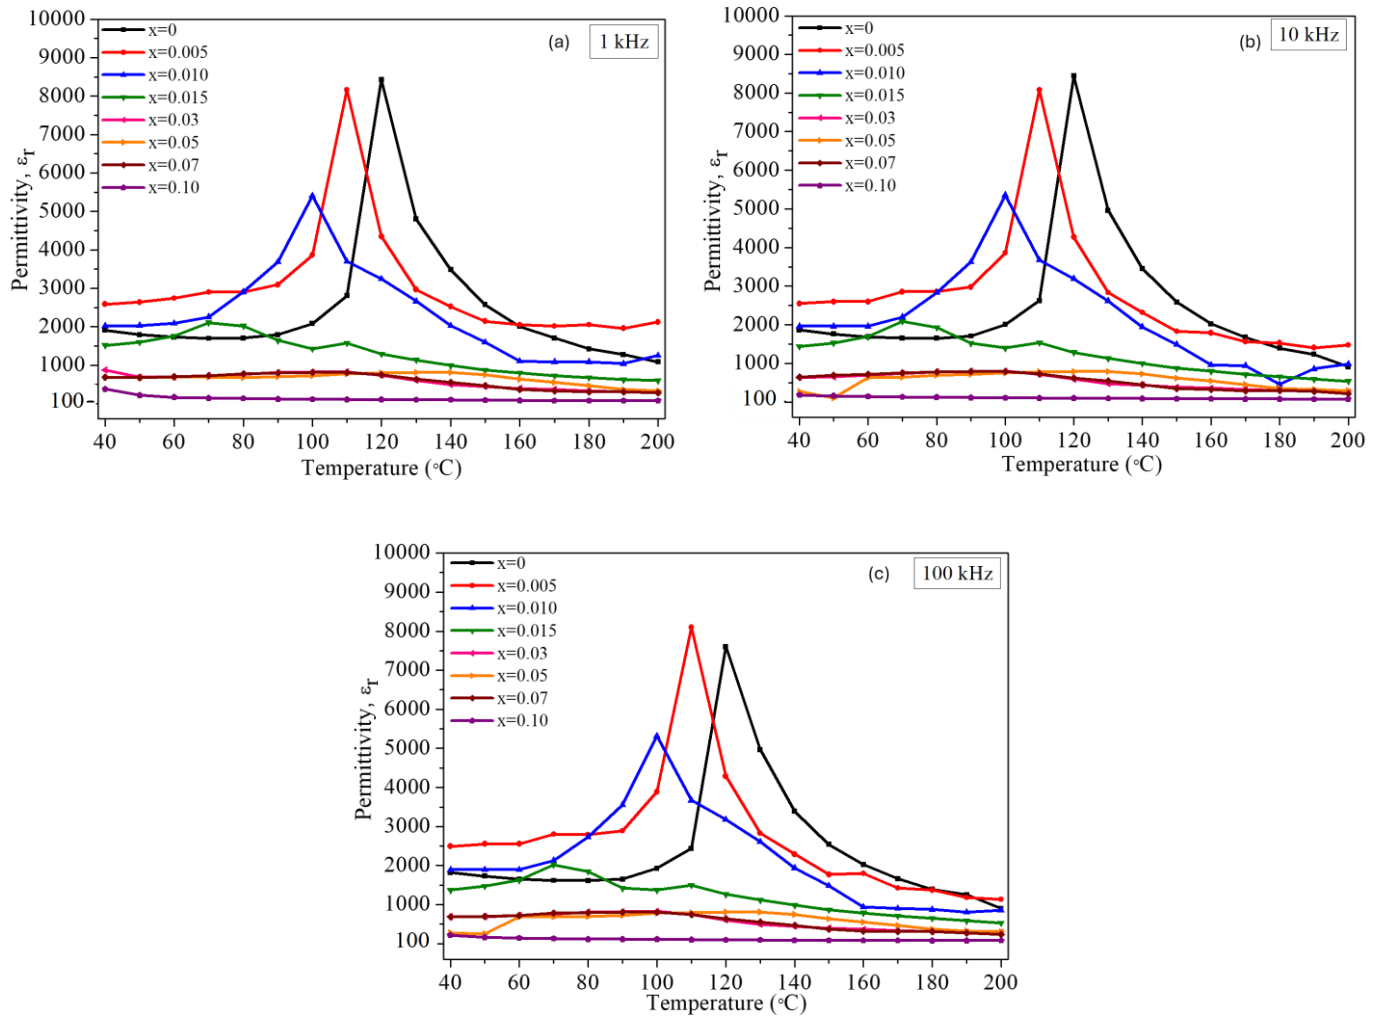 10000
9000
8000
7000
6000
5000
4000
3000
2000
1000
100
Permittivity, εr
x=0
x=0.005
x=0.010
x=0.015
x=0.03
x=0.05
x=0.07
x=0.10
(a)
1 kHz
40 60 80 100 120 140 160 180 200
Temperature (°C)
10000
9000
8000
7000
6000
5000
4000
3000
2000
1000
100
Permittivity, εr
x=0
x=0.005
x=0.010
x=0.015
x=0.03
x=0.05
x=0.07
x=0.10
(b)
10 kHz
40 60 80 100 120 140 160 180 200
Temperature (°C)
10000
9000
8000
7000
6000
5000
4000
3000
2000
1000
100
Permittivity, εr
x=0
x=0.005
x=0.010
x=0.015
x=0.03
x=0.05
x=0.07
x=0.10
(c)
100 kHz
40 60 80 100 120 140 160 180 200
Temperature (°C)